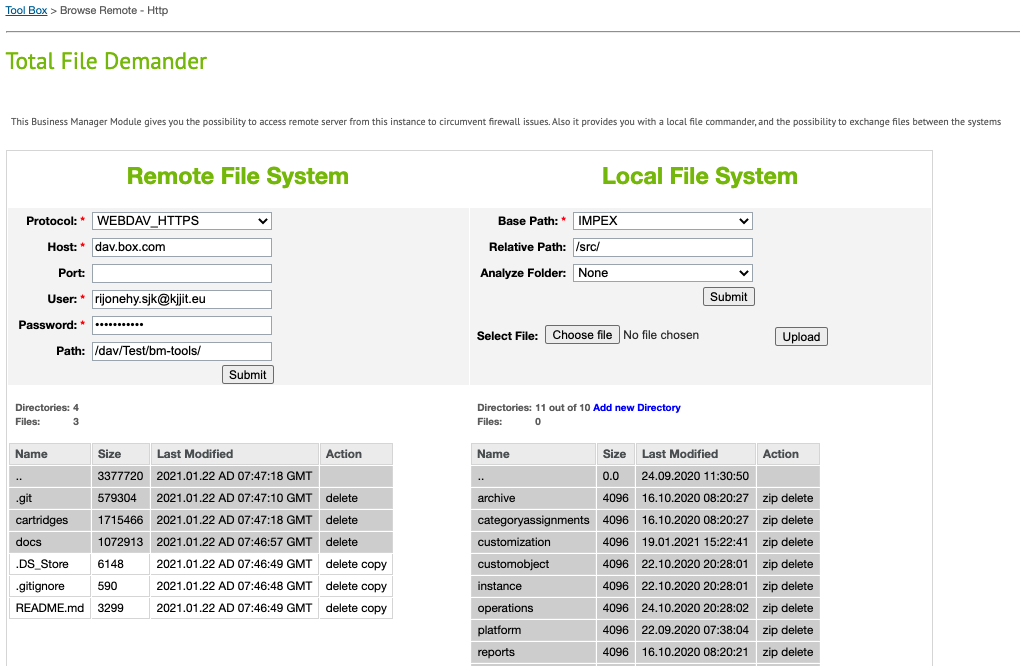 Tool Box > Browse Remote - Http
Total File Demander
This Business Manager Module gives you the possibility to access remote server from this instance to circumvent firewall issues. Also it provides you with a local file commander, and the possibility to exchange files between the systems
Remote File System
Protocol: * WEBDAV_HTTPS
Host: * dav.box.com
Port:
User: * rijonehy.sjk@kjjit.eu
Password: * •••••••••••
Path: /dav/Test/bm-tools/
Submit
Directories: 4
Files: 3
Name Size Last Modified Action
.. 3377720 2021.01.22 AD 07:47:18 GMT
.git 579304 2021.01.22 AD 07:47:10 GMT delete
cartridges 1715466 2021.01.22 AD 07:47:18 GMT delete
docs 1072913 2021.01.22 AD 07:46:57 GMT delete
.DS_Store 6148 2021.01.22 AD 07:46:49 GMT delete copy
.gitignore 590 2021.01.22 AD 07:46:48 GMT delete copy
README.md 3299 2021.01.22 AD 07:46:49 GMT delete copy
Local File System
Base Path: * IMPEX
Relative Path: /src/
Analyze Folder: None
Submit
Select File: Choose file No file chosen Upload
Directories: 11 out of 10 Add new Directory
Files: 0
Name Size Last Modified Action
.. 0.0 24.09.2020 11:30:50
archive 4096 16.10.2020 08:20:27 zip delete
categoryassignments 4096 16.10.2020 08:20:27 zip delete
customization 4096 19.01.2021 15:22:41 zip delete
customobject 4096 22.10.2020 20:28:01 zip delete
instance 4096 22.10.2020 20:28:01 zip delete
operations 4096 24.10.2020 20:28:02 zip delete
platform 4096 22.09.2020 07:38:04 zip delete
reports 4096 16.10.2020 08:20:21 zip delete